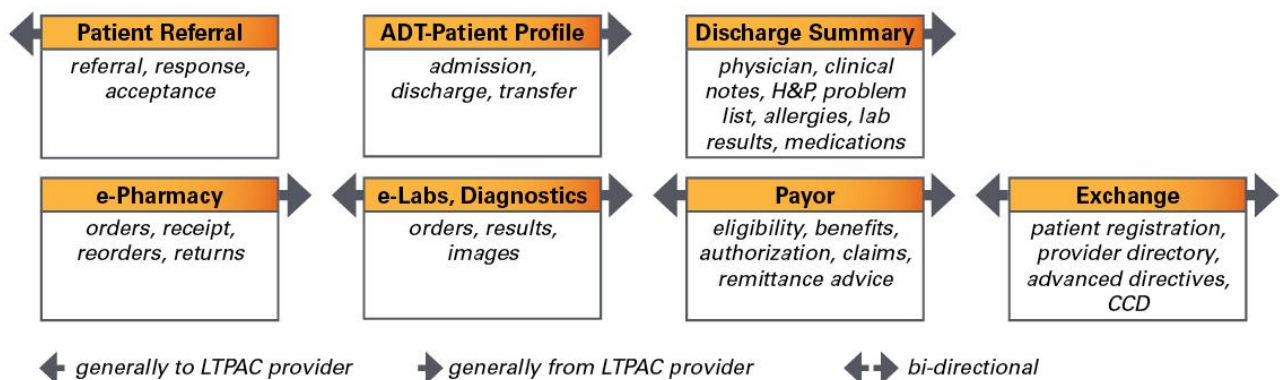 Patient Referral
referral, response,
acceptance
ADT-Patient Profile
admission,
discharge, transfer
Discharge Summary
physician, clinical
notes, H&P, problem
list, allergies, lab
results, medications
e-Pharmacy
orders, receipt,
reorders, returns
e-Labs, Diagnostics
orders, results,
images
Payor
eligibility, benefits,
authorization, claims,
remittance advice
Exchange
patient registration,
provider directory,
advanced directives,
CCD
generally to LTPAC provider
generally from LTPAC provider
bi-directional